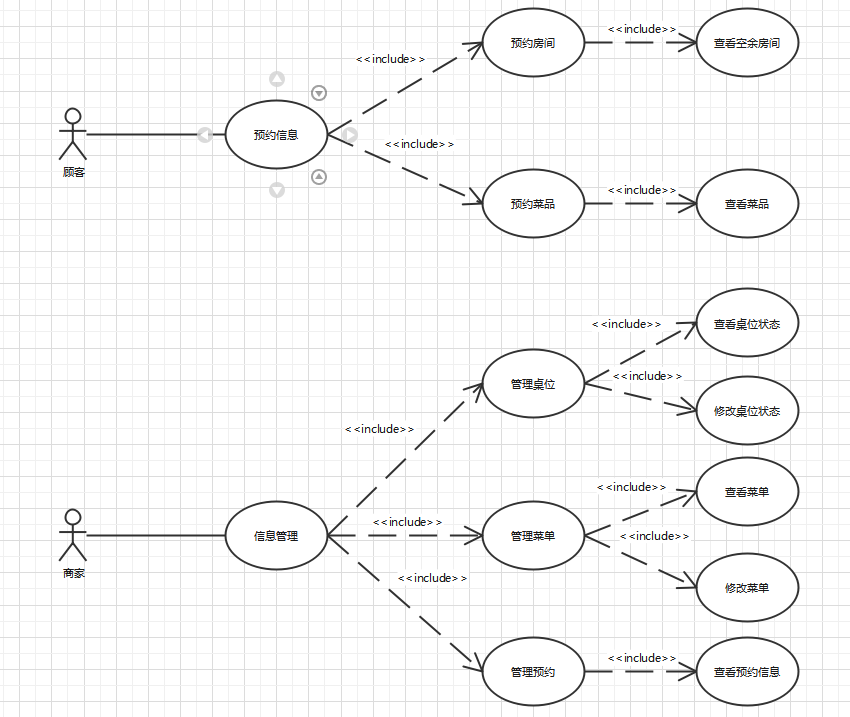 预约房间
<<include>>
查看空余房间
<<include>>
顾客
预约信息
<<include>>
预约菜品
<<include>>
查看菜品
<<include>>
查看桌位状态
管理桌位
<<include>>
修改桌位状态
<<include>>
<<include>>
查看菜单
商家
信息管理
<<include>>
管理菜单
<<include>>
修改菜单
<<include>>
管理预约
<<include>>
查看预约信息